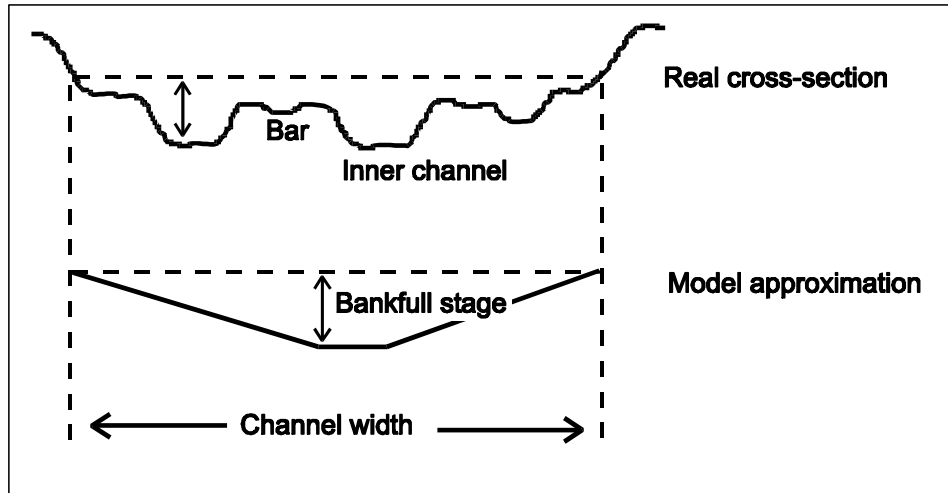 Real cross-section
Bar
Inner channel
Model approximation
Bankfull stage
Channel width